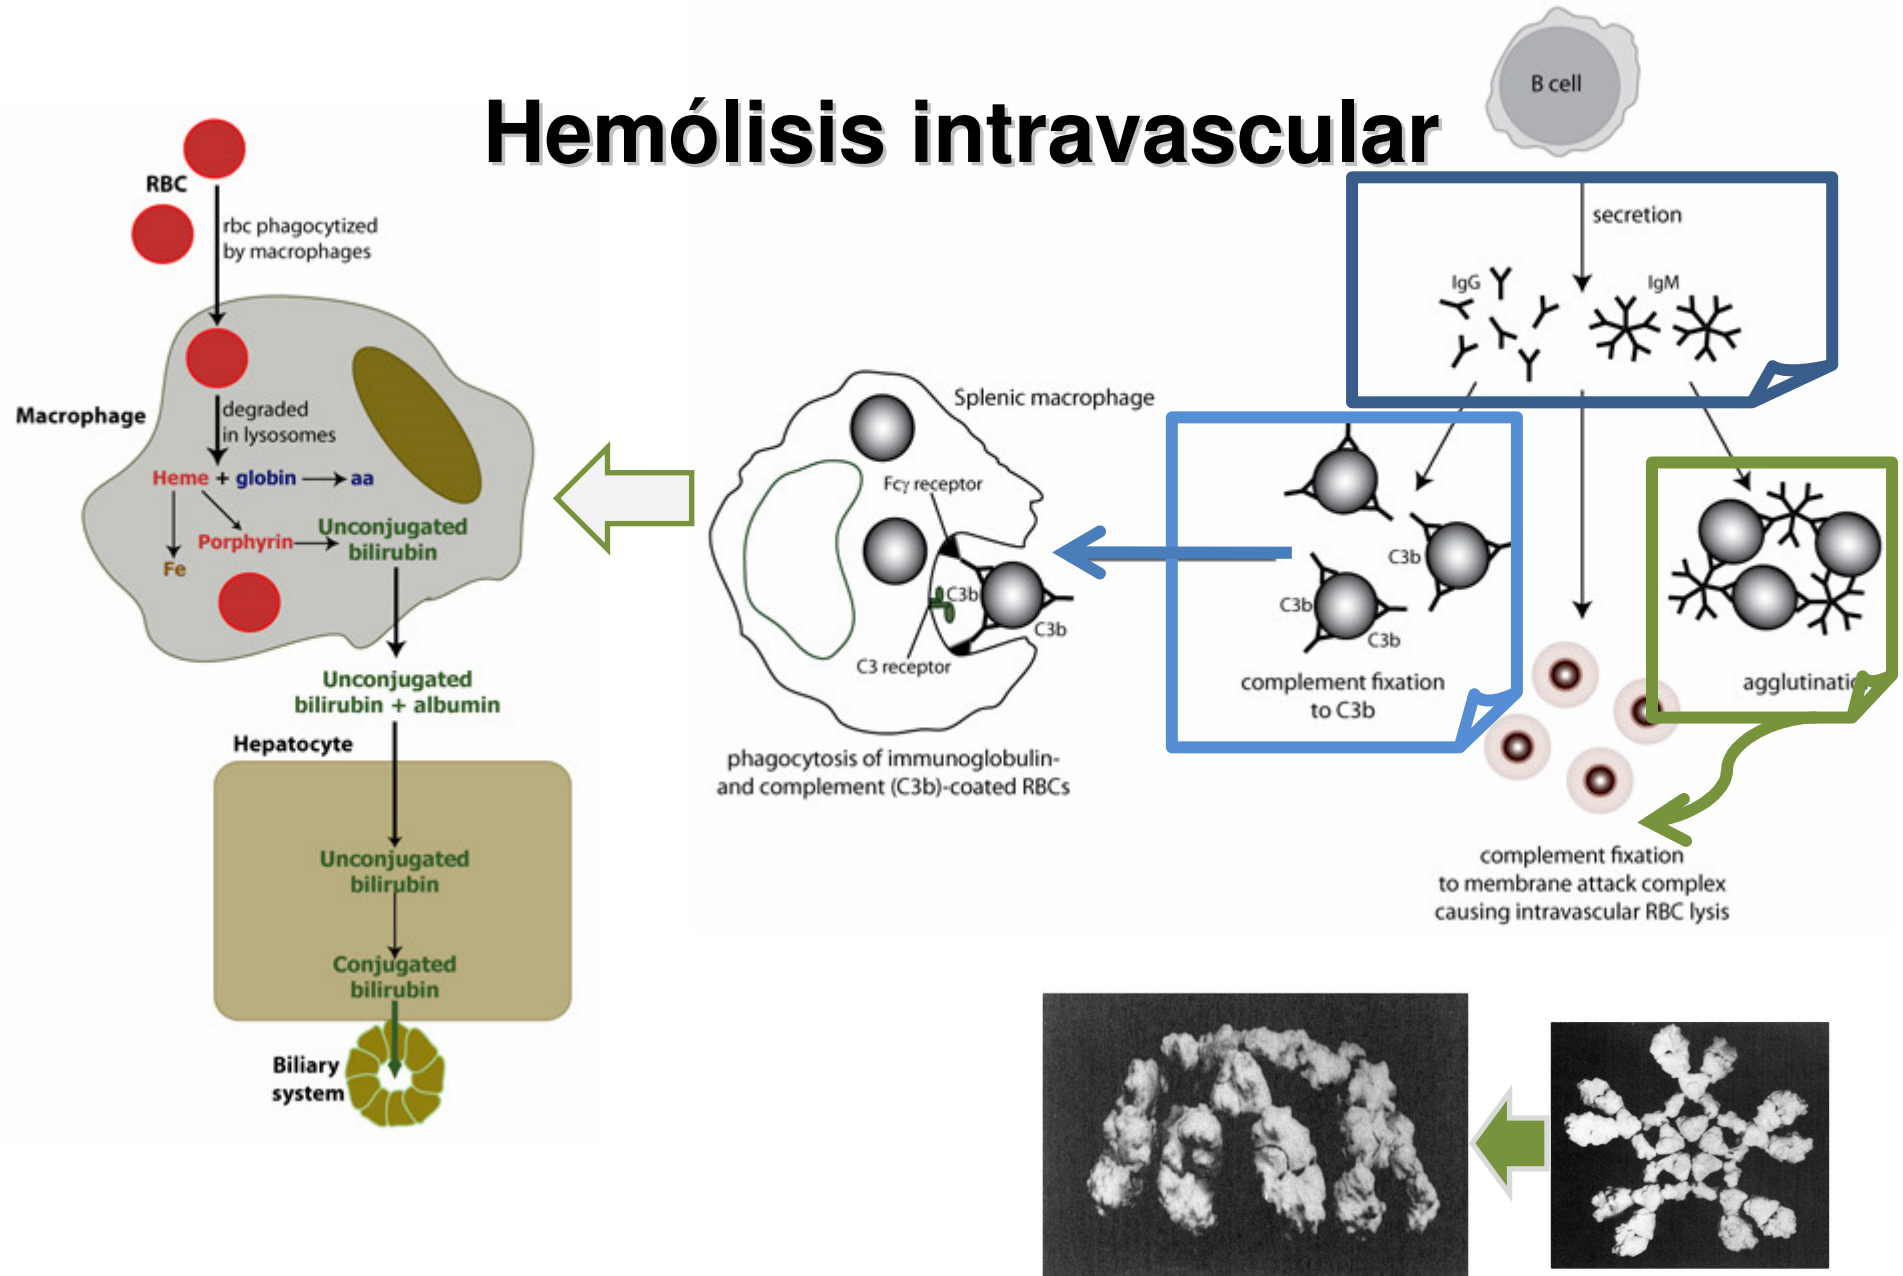 Hemólisis intravascular
B cell
secretion
IgG
IgM
RBC
rbc phagocytized
by macrophages
Macrophage
degraded
in lysosomes
Heme + globin
aa
Porphyrin
Unconjugated
bilirubin
Fe
Unconjugated
bilirubin + albumin
Hepatocyte
Unconjugated
bilirubin
Conjugated
bilirubin
Biliary
system
Splenic macrophage
Fcγ receptor
C3b
C3b
C3 receptor
phagocytosis of immunoglobulin-
and complement (C3b)-coated RBCs
C3b
C3b
C3b
complement fixation
to C3b
agglutinatio
complement fixation
to membrane attack complex
causing intravascular RBC lysis